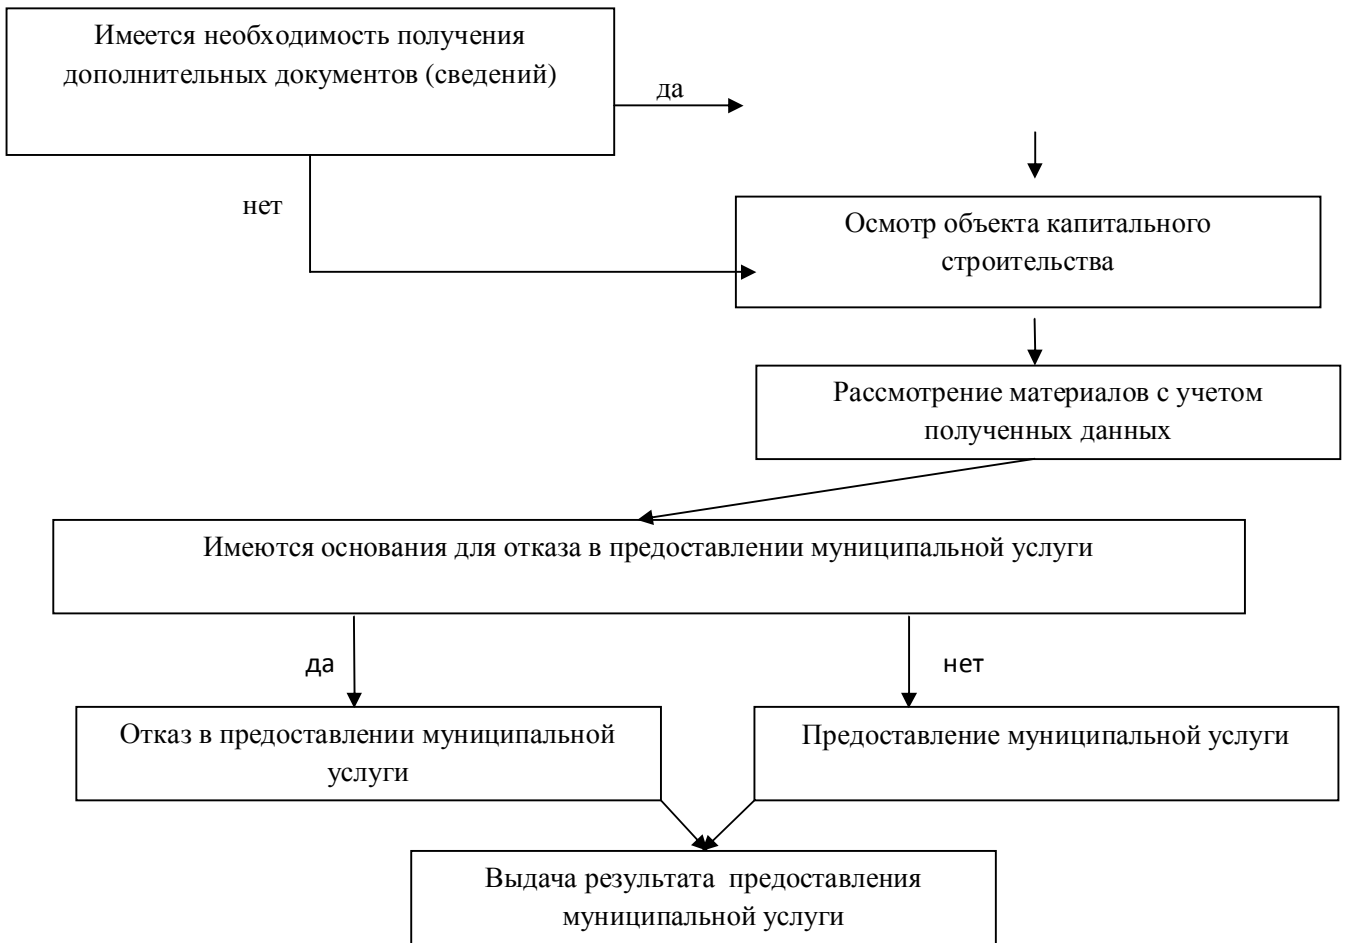 Имеется необходимость получения
дополнительных документов (сведений)
да
нет
Осмотр объекта капитального
строительства
Рассмотрение материалов с учетом
полученных данных
Имеются основания для отказа в предоставлении муниципальной услуги
да
нет
Отказ в предоставлении муниципальной
услуги
Предоставление муниципальной услуги
Выдача результата предоставления
муниципальной услуги